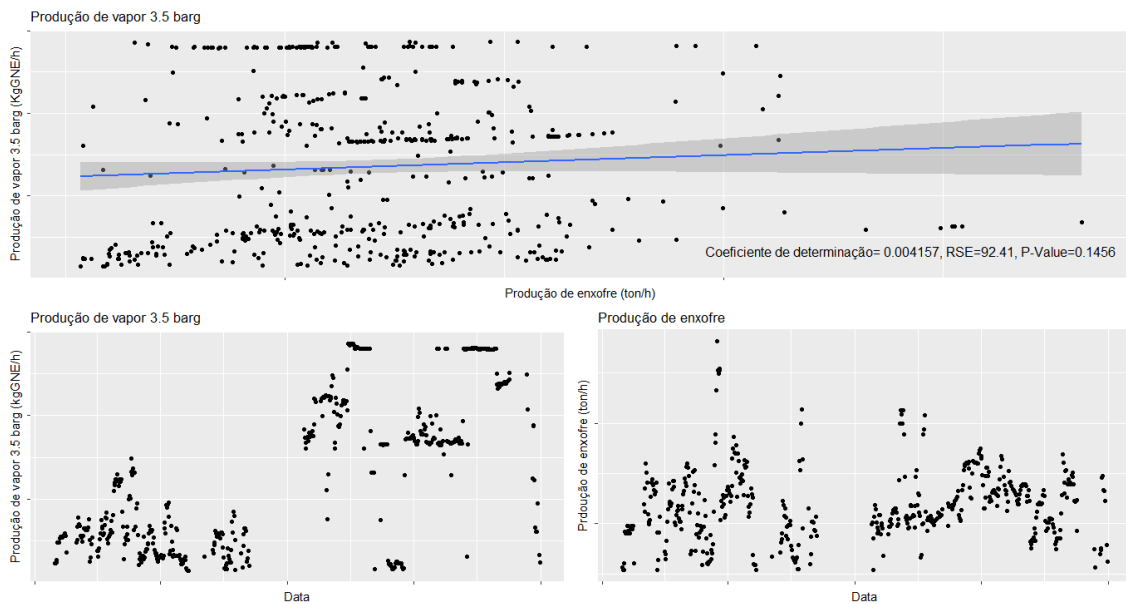 Produção de vapor 3.5 barg
Produção de vapor 3.5 barg (KgGNE/h)
Coeficiente de determinação= 0.004157, RSE=92.41, P-Value=0.1456
Produção de enxofre (ton/h)
Produção de vapor 3.5 barg
Produção de vapor 3.5 barg (kgGNE/h)
Data
Produção de enxofre
Prdoução de enxofre (ton/h)
Data